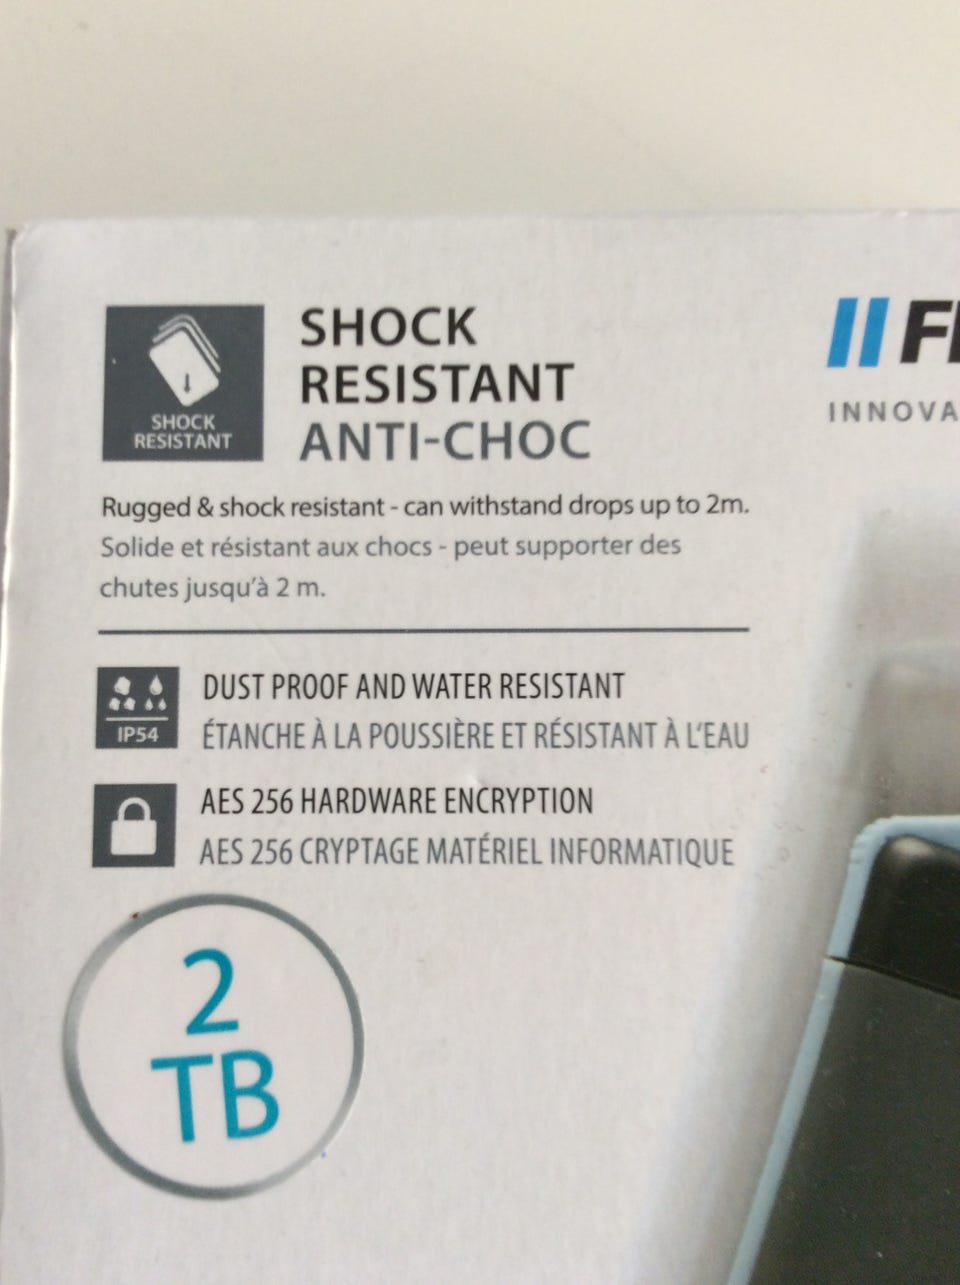 SHOCK
RESISTANT
SHOCK
RESISTANT
ANTI-CHOC
Rugged & shock resistant - can withstand drops up to 2m.
Solide et résistant aux chocs - peut supporter des
chutes jusqu'à 2 m.
IP54
DUST PROOF AND WATER RESISTANT
ÉTANCHE À LA POUSSIÈRE ET RÉSISTANT À L'EAU
AES 256 HARDWARE ENCRYPTION
AES 256 CRYPTAGE MATÉRIEL INFORMATIQUE
2
TB
INNOVA